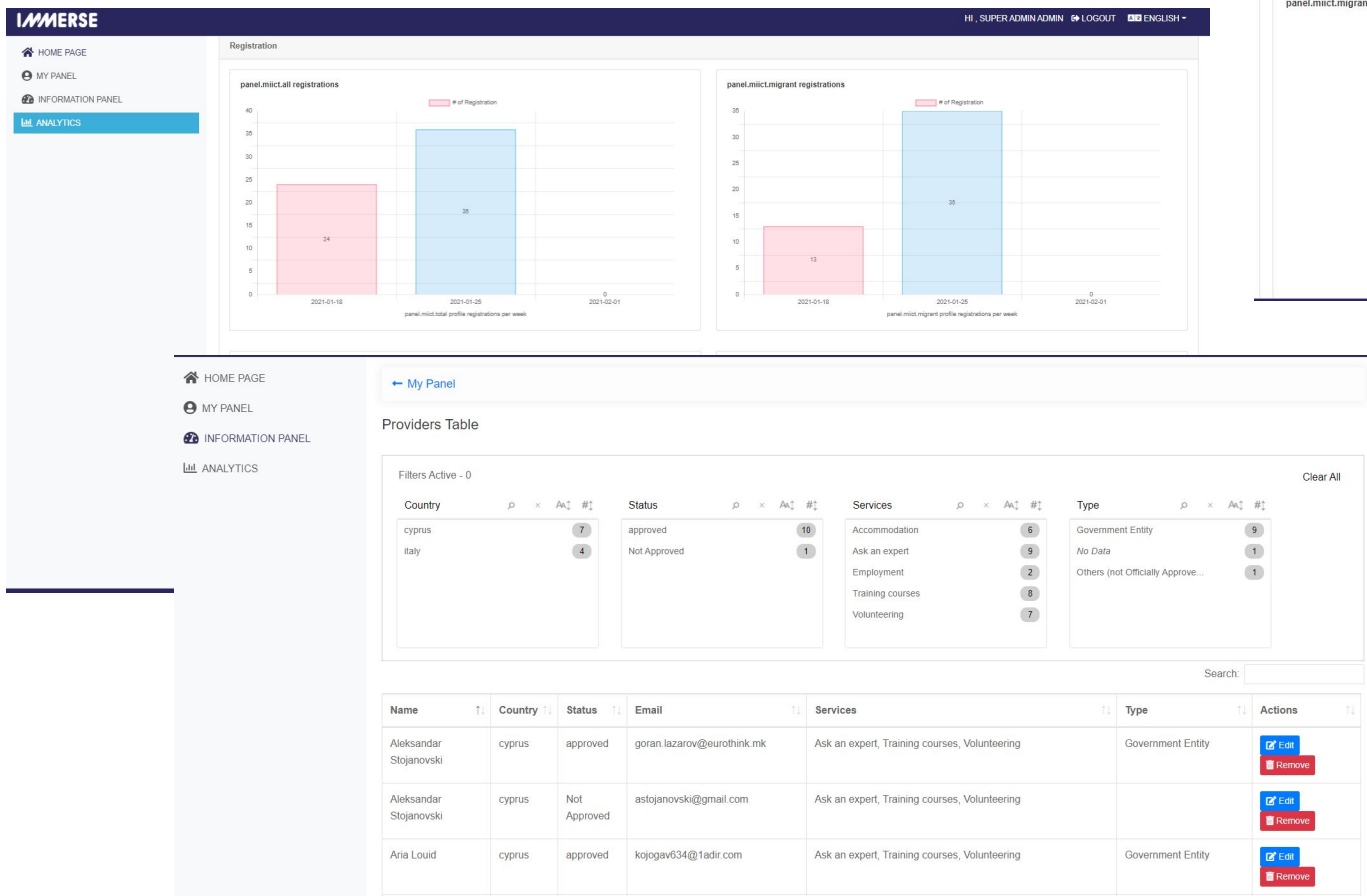 IMMERSE
HI , SUPER ADMIN ADMIN LOGOUT ENGLISH
HOME PAGE
MY PANEL
INFORMATION PANEL
ANALYTICS
Registration
panel.miict.all registrations
# of Registration
40
35
30
25
20
15
10
5
0
24
36
0
2021-01-18 2021-01-25 2021-02-01
panel.miict.total profile registrations per week
panel.miict.migrant registrations
# of Registration
35
30
25
20
15
10
5
0
13
35
0
2021-01-18 2021-01-25 2021-02-01
panel.miict.migrant profile registrations per week
panel.miict.migran
HOME PAGE
MY PANEL
INFORMATION PANEL
ANALYTICS
← My Panel
Providers Table
Filters Active - 0
Clear All
Country
cyprus 7
italy 4
Status
approved 10
Not Approved 1
Services
Accommodation 6
Ask an expert 9
Employment 2
Training courses 8
Volunteering 7
Type
Government Entity 9
No Data 1
Others (not Officially Approve... 1
Search:
Name Country Status Email Services Type Actions
Aleksandar Stojanovski cyprus approved goran.lazarov@eurothink.mk Ask an expert, Training courses, Volunteering Government Entity Edit Remove
Aleksandar Stojanovski cyprus Not Approved astojanovski@gmail.com Ask an expert, Training courses, Volunteering Edit Remove
Aria Louid cyprus approved kojogav634@1adir.com Ask an expert, Training courses, Volunteering Government Entity Edit Remove